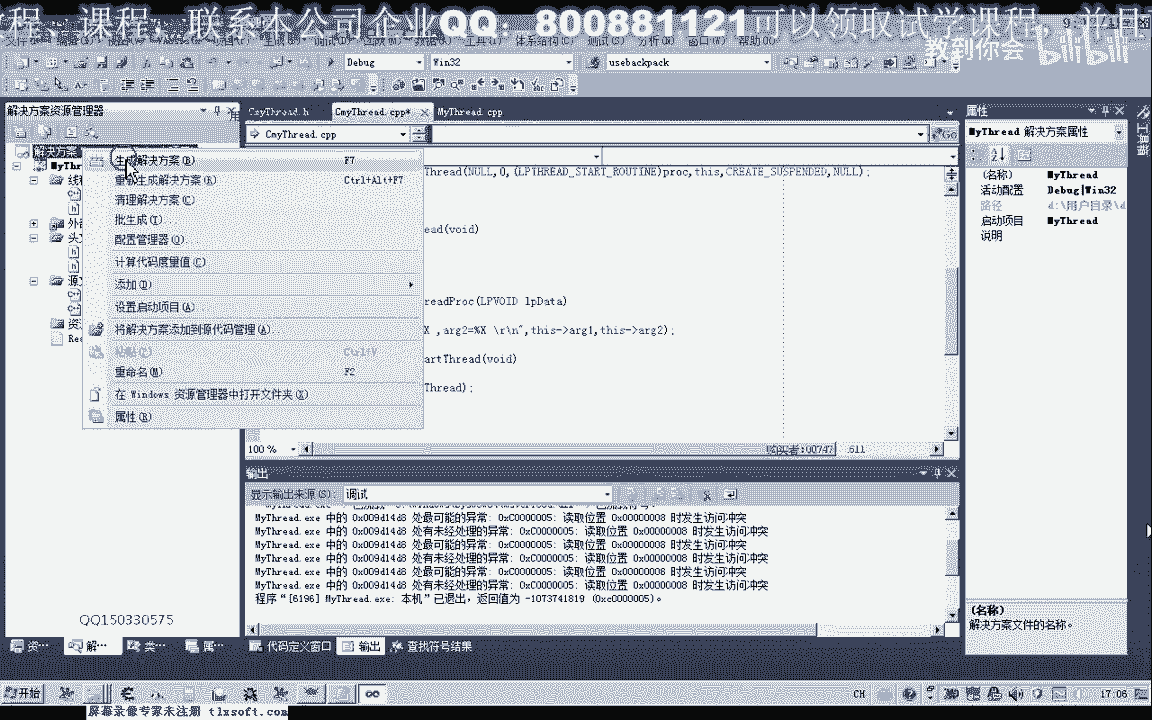 程，课程，联系本公司企业QQ：800881121可以领取试学课程，并且
教到你会 bilibili
Debug Win32 usebackpack
解决方案资源管理器
CmyThread.h CmyThread.cpp* MyThread.cpp
CmyThread.cpp
Go
解决方案
MyThr
生成解决方案(B) F7
重新生成解决方案(R) Ctrl+Alt+F7
清理解决方案(C)
批生成(T)...
配置管理器(O)...
计算代码度量值(C)
添加(D)
设置启动项目(A)...
将解决方案添加到源代码管理(A)...
粘贴(P) Ctrl+V
重命名(M) F2
在 Windows 资源管理器中打开文件夹(X)
属性(R)
Thread(NULL,0,(LPTHREAD_START_ROUTINE)proc,this,CREATE_SUSPENDED,NULL);
ead(void)
readProc(LPVOID lpData)
X ,arg2=%X \r\n",this->arg1,this->arg2);
artThread(void)
Thread);
100 %
购买者:00747 611
属性
MyThread 解决方案属性
(名称) MyThread
活动配置 Debug|Win32
路径 d:\用户目录\d
启动项目 MyThread
说明
(名称)
解决方案文件的名称。
工具箱
输出
显示输出来源(S): 调试
MyThread.exe 中的 0x009d14d8 处最可能的异常: 0xC0000005: 读取位置 0x00000008 时发生访问冲突
MyThread.exe 中的 0x009d14d8 处有未经处理的异常: 0xC0000005: 读取位置 0x00000008 时发生访问冲突
MyThread.exe 中的 0x009d14d8 处最可能的异常: 0xC0000005: 读取位置 0x00000008 时发生访问冲突
MyThread.exe 中的 0x009d14d8 处有未经处理的异常: 0xC0000005: 读取位置 0x00000008 时发生访问冲突
MyThread.exe 中的 0x009d14d8 处最可能的异常: 0xC0000005: 读取位置 0x00000008 时发生访问冲突
MyThread.exe 中的 0x009d14d8 处有未经处理的异常: 0xC0000005: 读取位置 0x00000008 时发生访问冲突
程序“[6196] MyThread.exe: 本机”已退出，返回值为 -1073741819 (0xc0000005)。
QQ150330575
资... 解... 类... 属...
代码定义窗口 输出 查找符号结果
开始
CH
17:06
屏幕录像专家未注册 tlxsoft.com